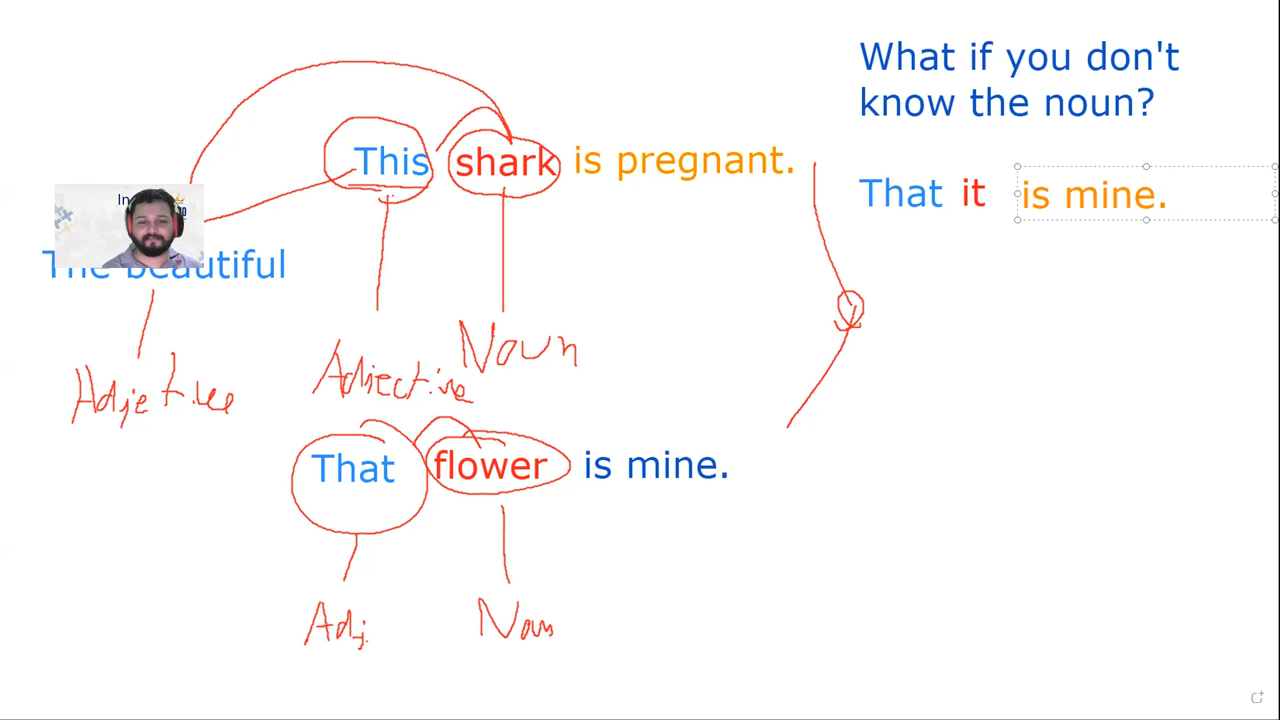 What if you don't
know the noun?
This shark is pregnant.
That it is mine.
The beautiful
Noun
Adjective
Adjective
That flower is mine.
Adj.
Noun